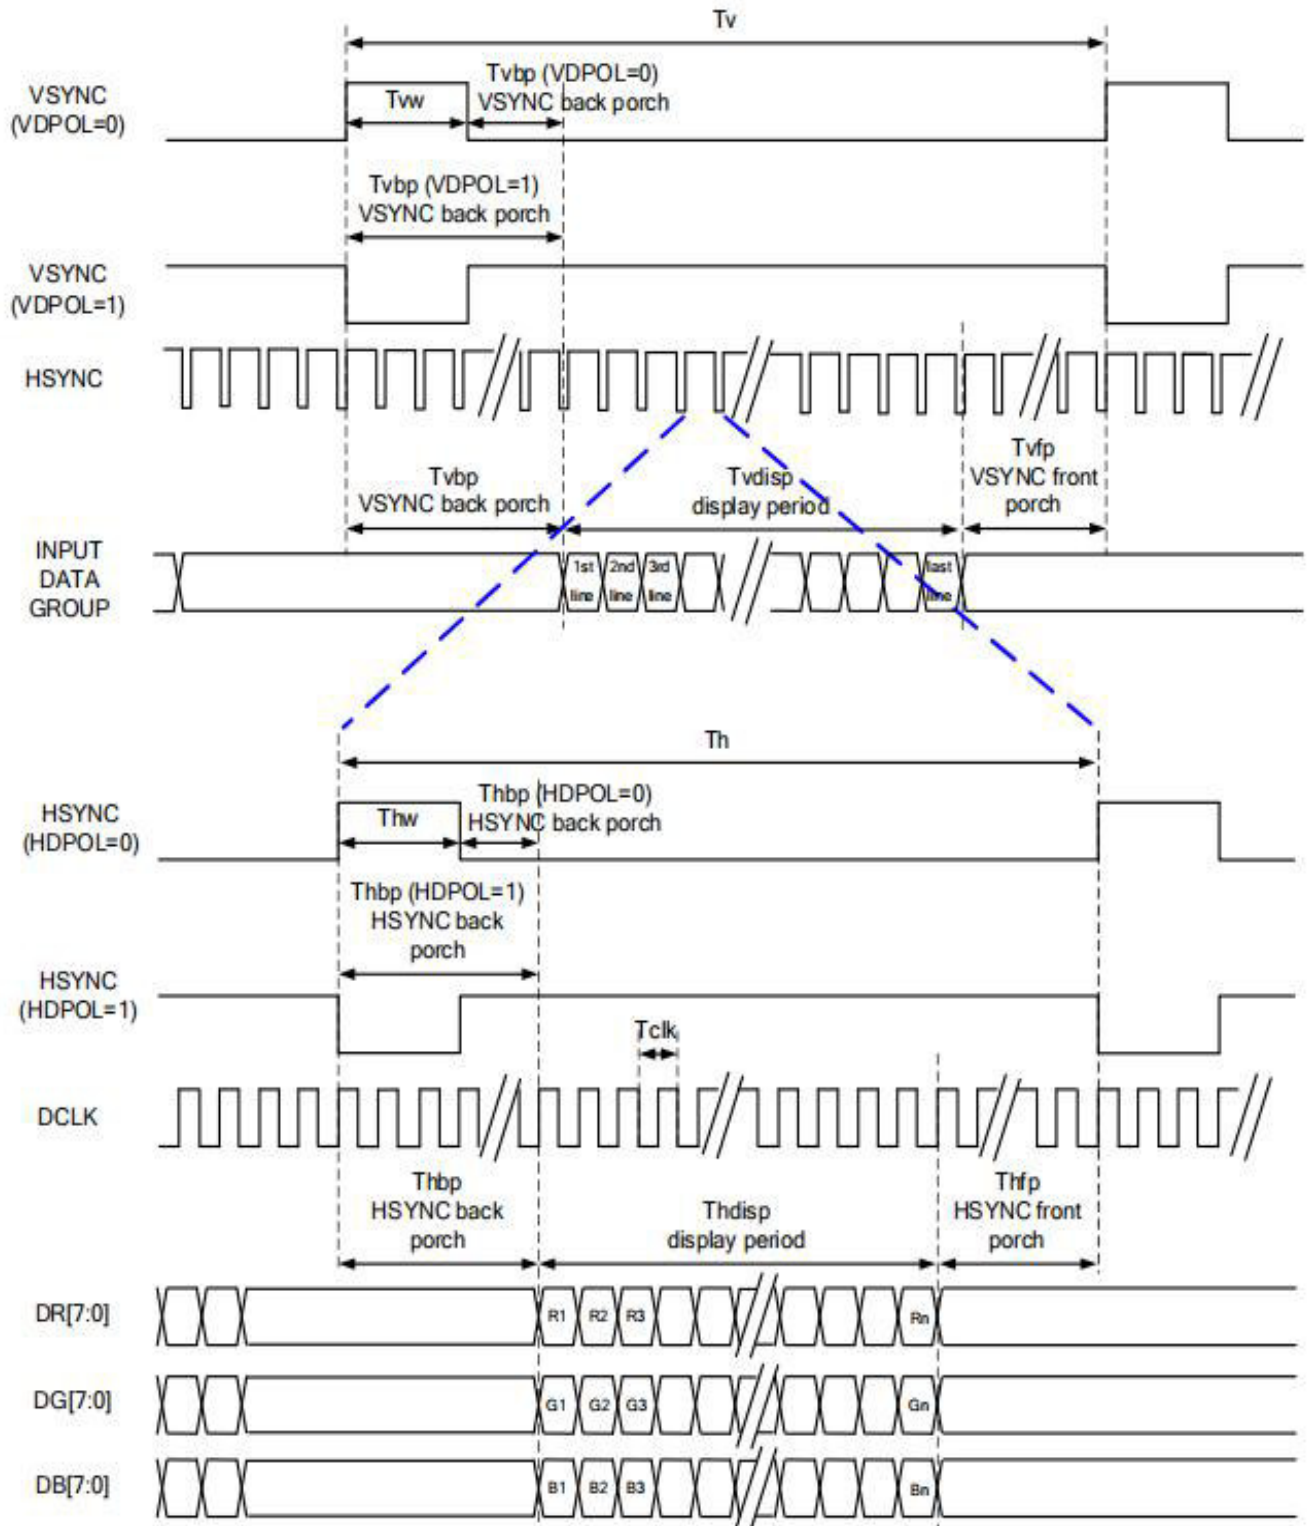 Tv
VSYNC
(VDPOL=0)
Tvw
Tvbp (VDPOL=0)
VSYNC back porch
Tvbp (VDPOL=1)
VSYNC back porch
VSYNC
(VDPOL=1)
HSYNC
Tvbp
VSYNC back porch
Tvdisp
display period
Tvfp
VSYNC front
porch
INPUT
DATA
GROUP
1st
line
2nd
line
3rd
line
last
line
Th
HSYNC
(HDPOL=0)
Thw
Thbp (HDPOL=0)
HSYNC back porch
Thbp (HDPOL=1)
HSYNC back
porch
HSYNC
(HDPOL=1)
Tclk
DCLK
Thbp
HSYNC back
porch
Thdisp
display period
Thfp
HSYNC front
porch
DR[7:0]
R1 R2 R3 Rn
DG[7:0]
G1 G2 G3 Gn
DB[7:0]
B1 B2 B3 Bn